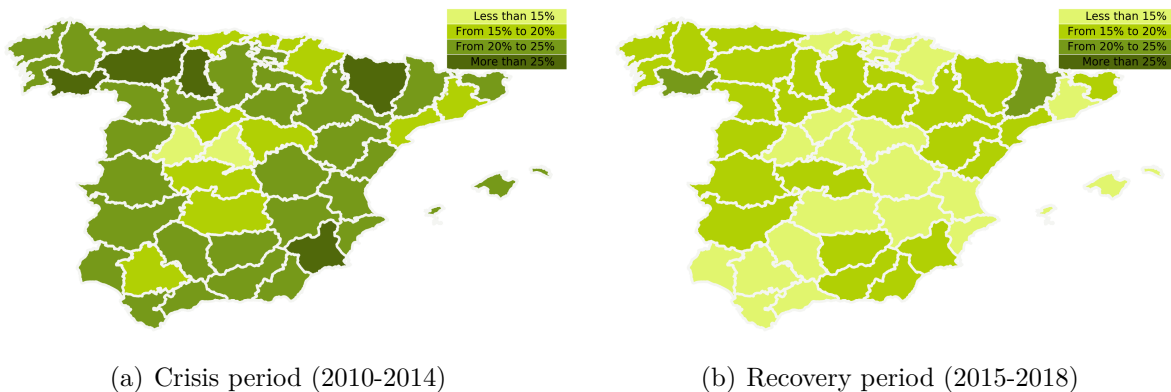 Less than 15%
From 15% to 20%
From 20% to 25%
More than 25%
Less than 15%
From 15% to 20%
From 20% to 25%
More than 25%
(a) Crisis period (2010-2014)
(b) Recovery period (2015-2018)